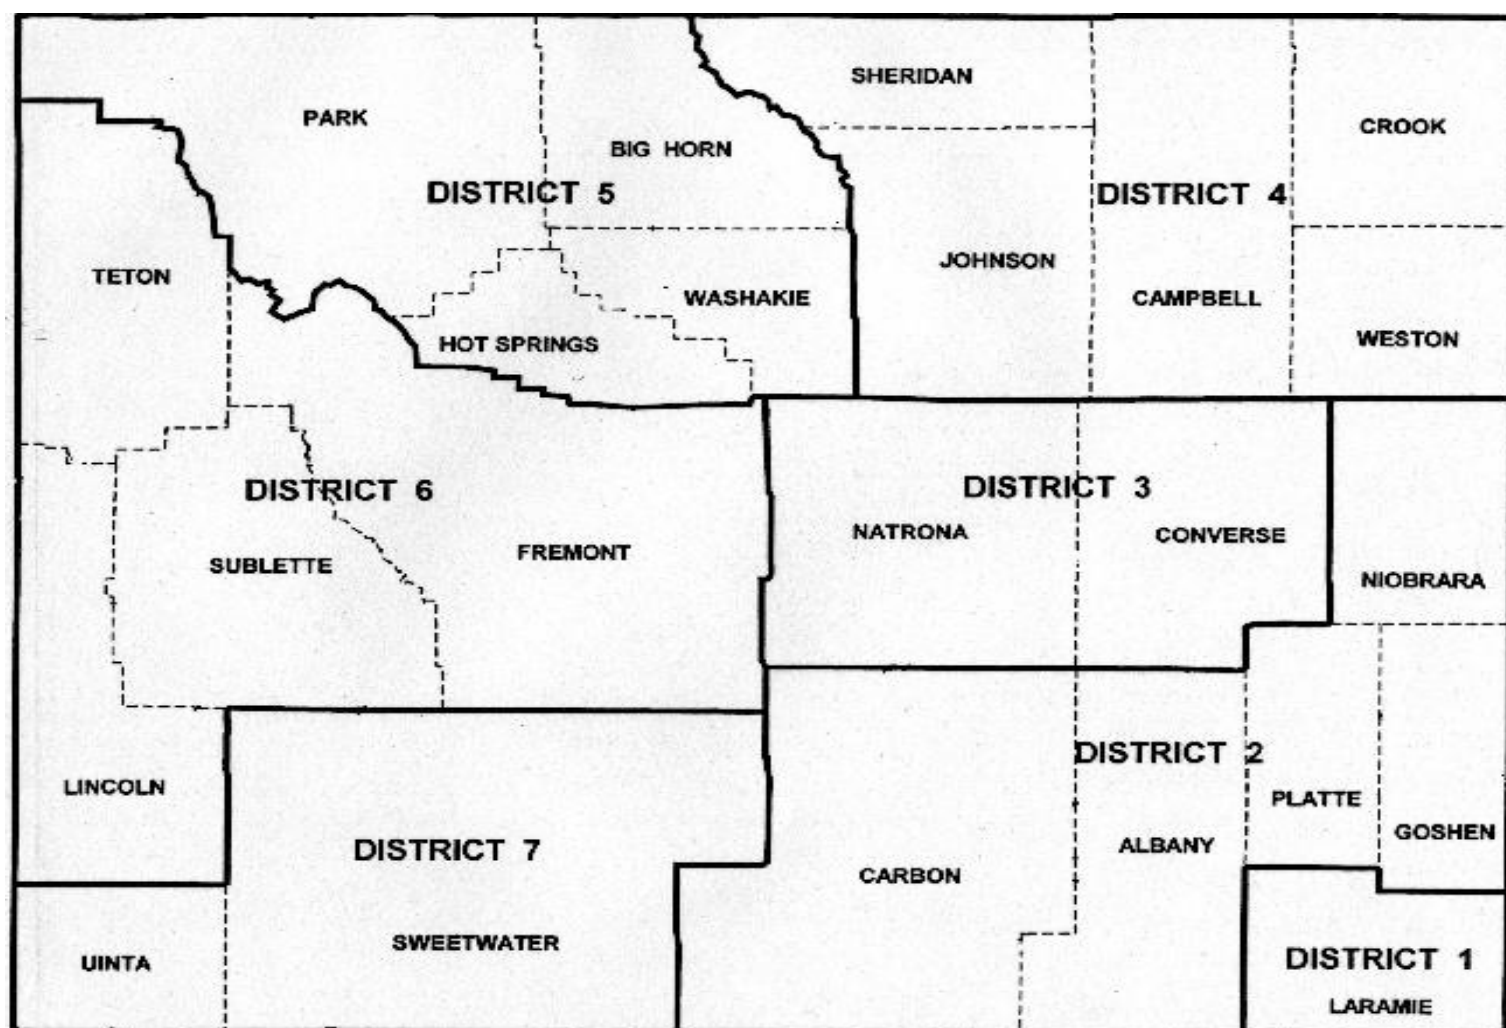 SHERIDAN
PARK
CROOK
BIG HORN
DISTRICT 5
DISTRICT 4
TETON
JOHNSON
WASHAKIE
CAMPBELL
HOT SPRINGS
WESTON
DISTRICT 6
DISTRICT 3
NATRONA
CONVERSE
FREMONT
SUBLETTE
NIOBRARA
DISTRICT 2
LINCOLN
PLATTE
GOSHEN
DISTRICT 7
ALBANY
CARBON
SWEETWATER
UINTA
DISTRICT 1
LARAMIE